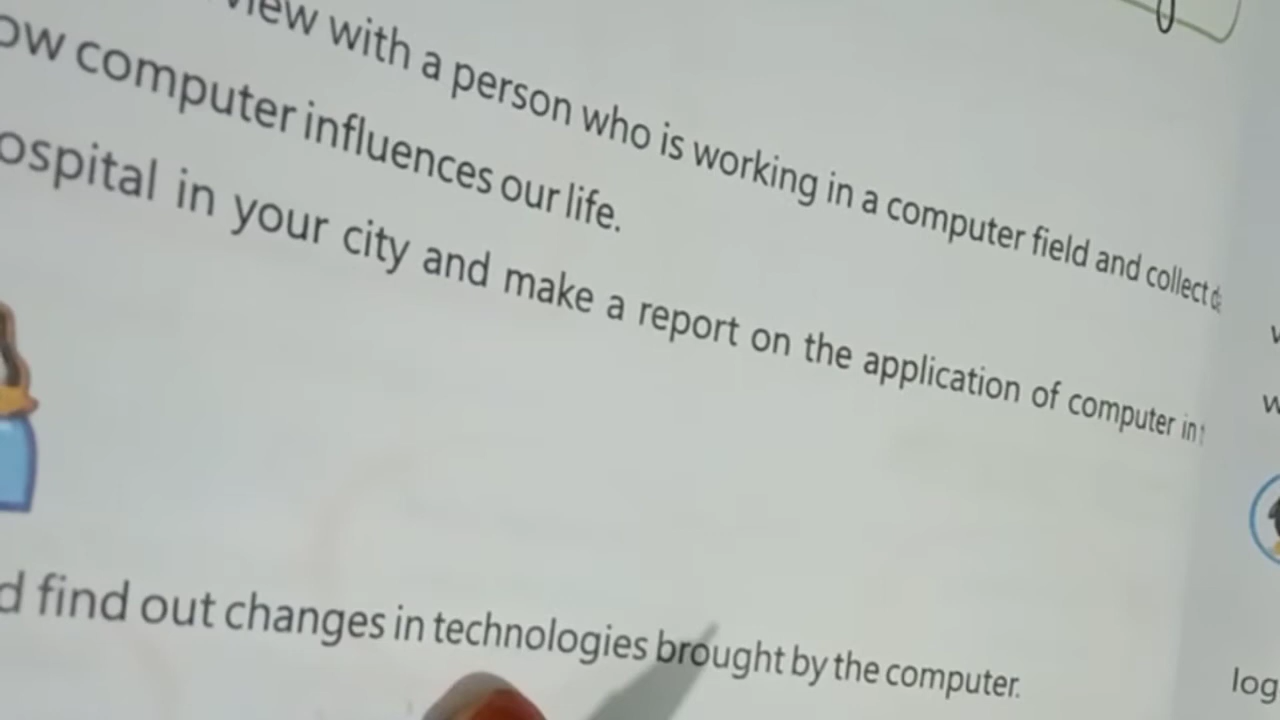 with a person who is working in a computer field and collect
computer influences our life.
in your city and make a report on the application of computer in
find out changes in technologies brought by the computer.
log